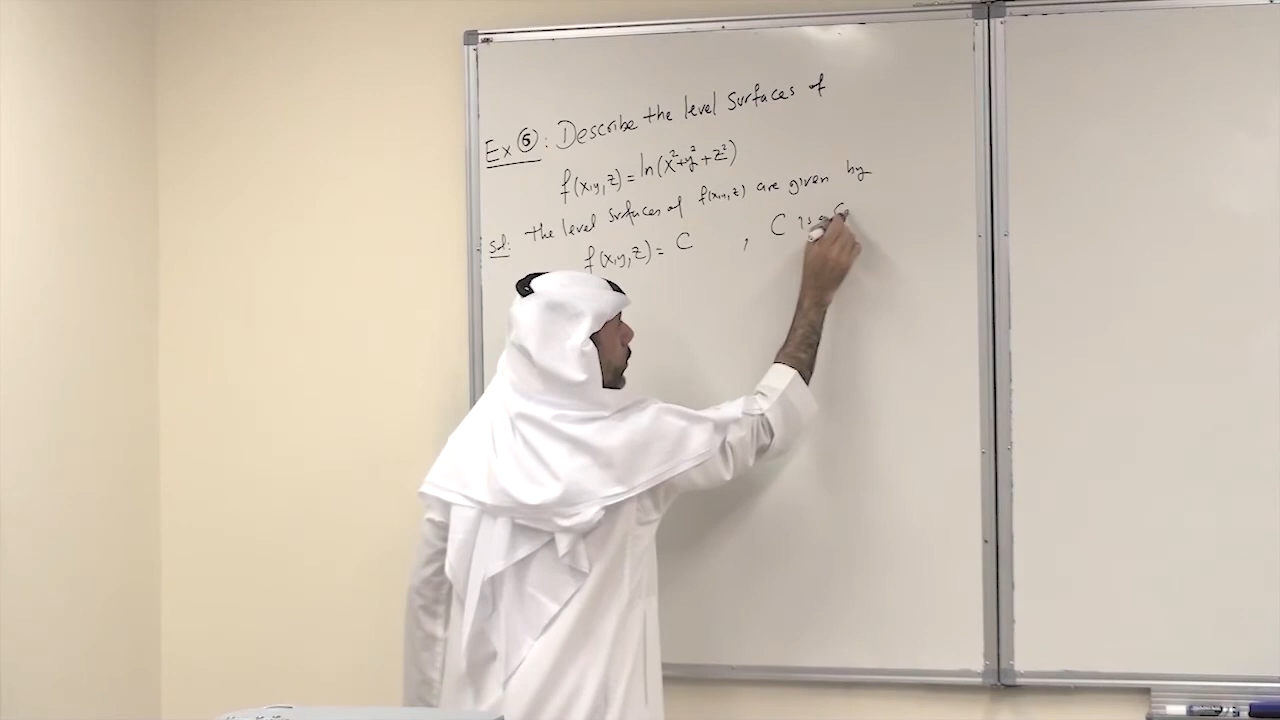 Ex ⑤: Describe the level surfaces of
f(x,y,z) = ln(x²+y²+z²)
Sol: the level surfaces of f(x,y,z) are given by
f(x,y,z) = C , C is a